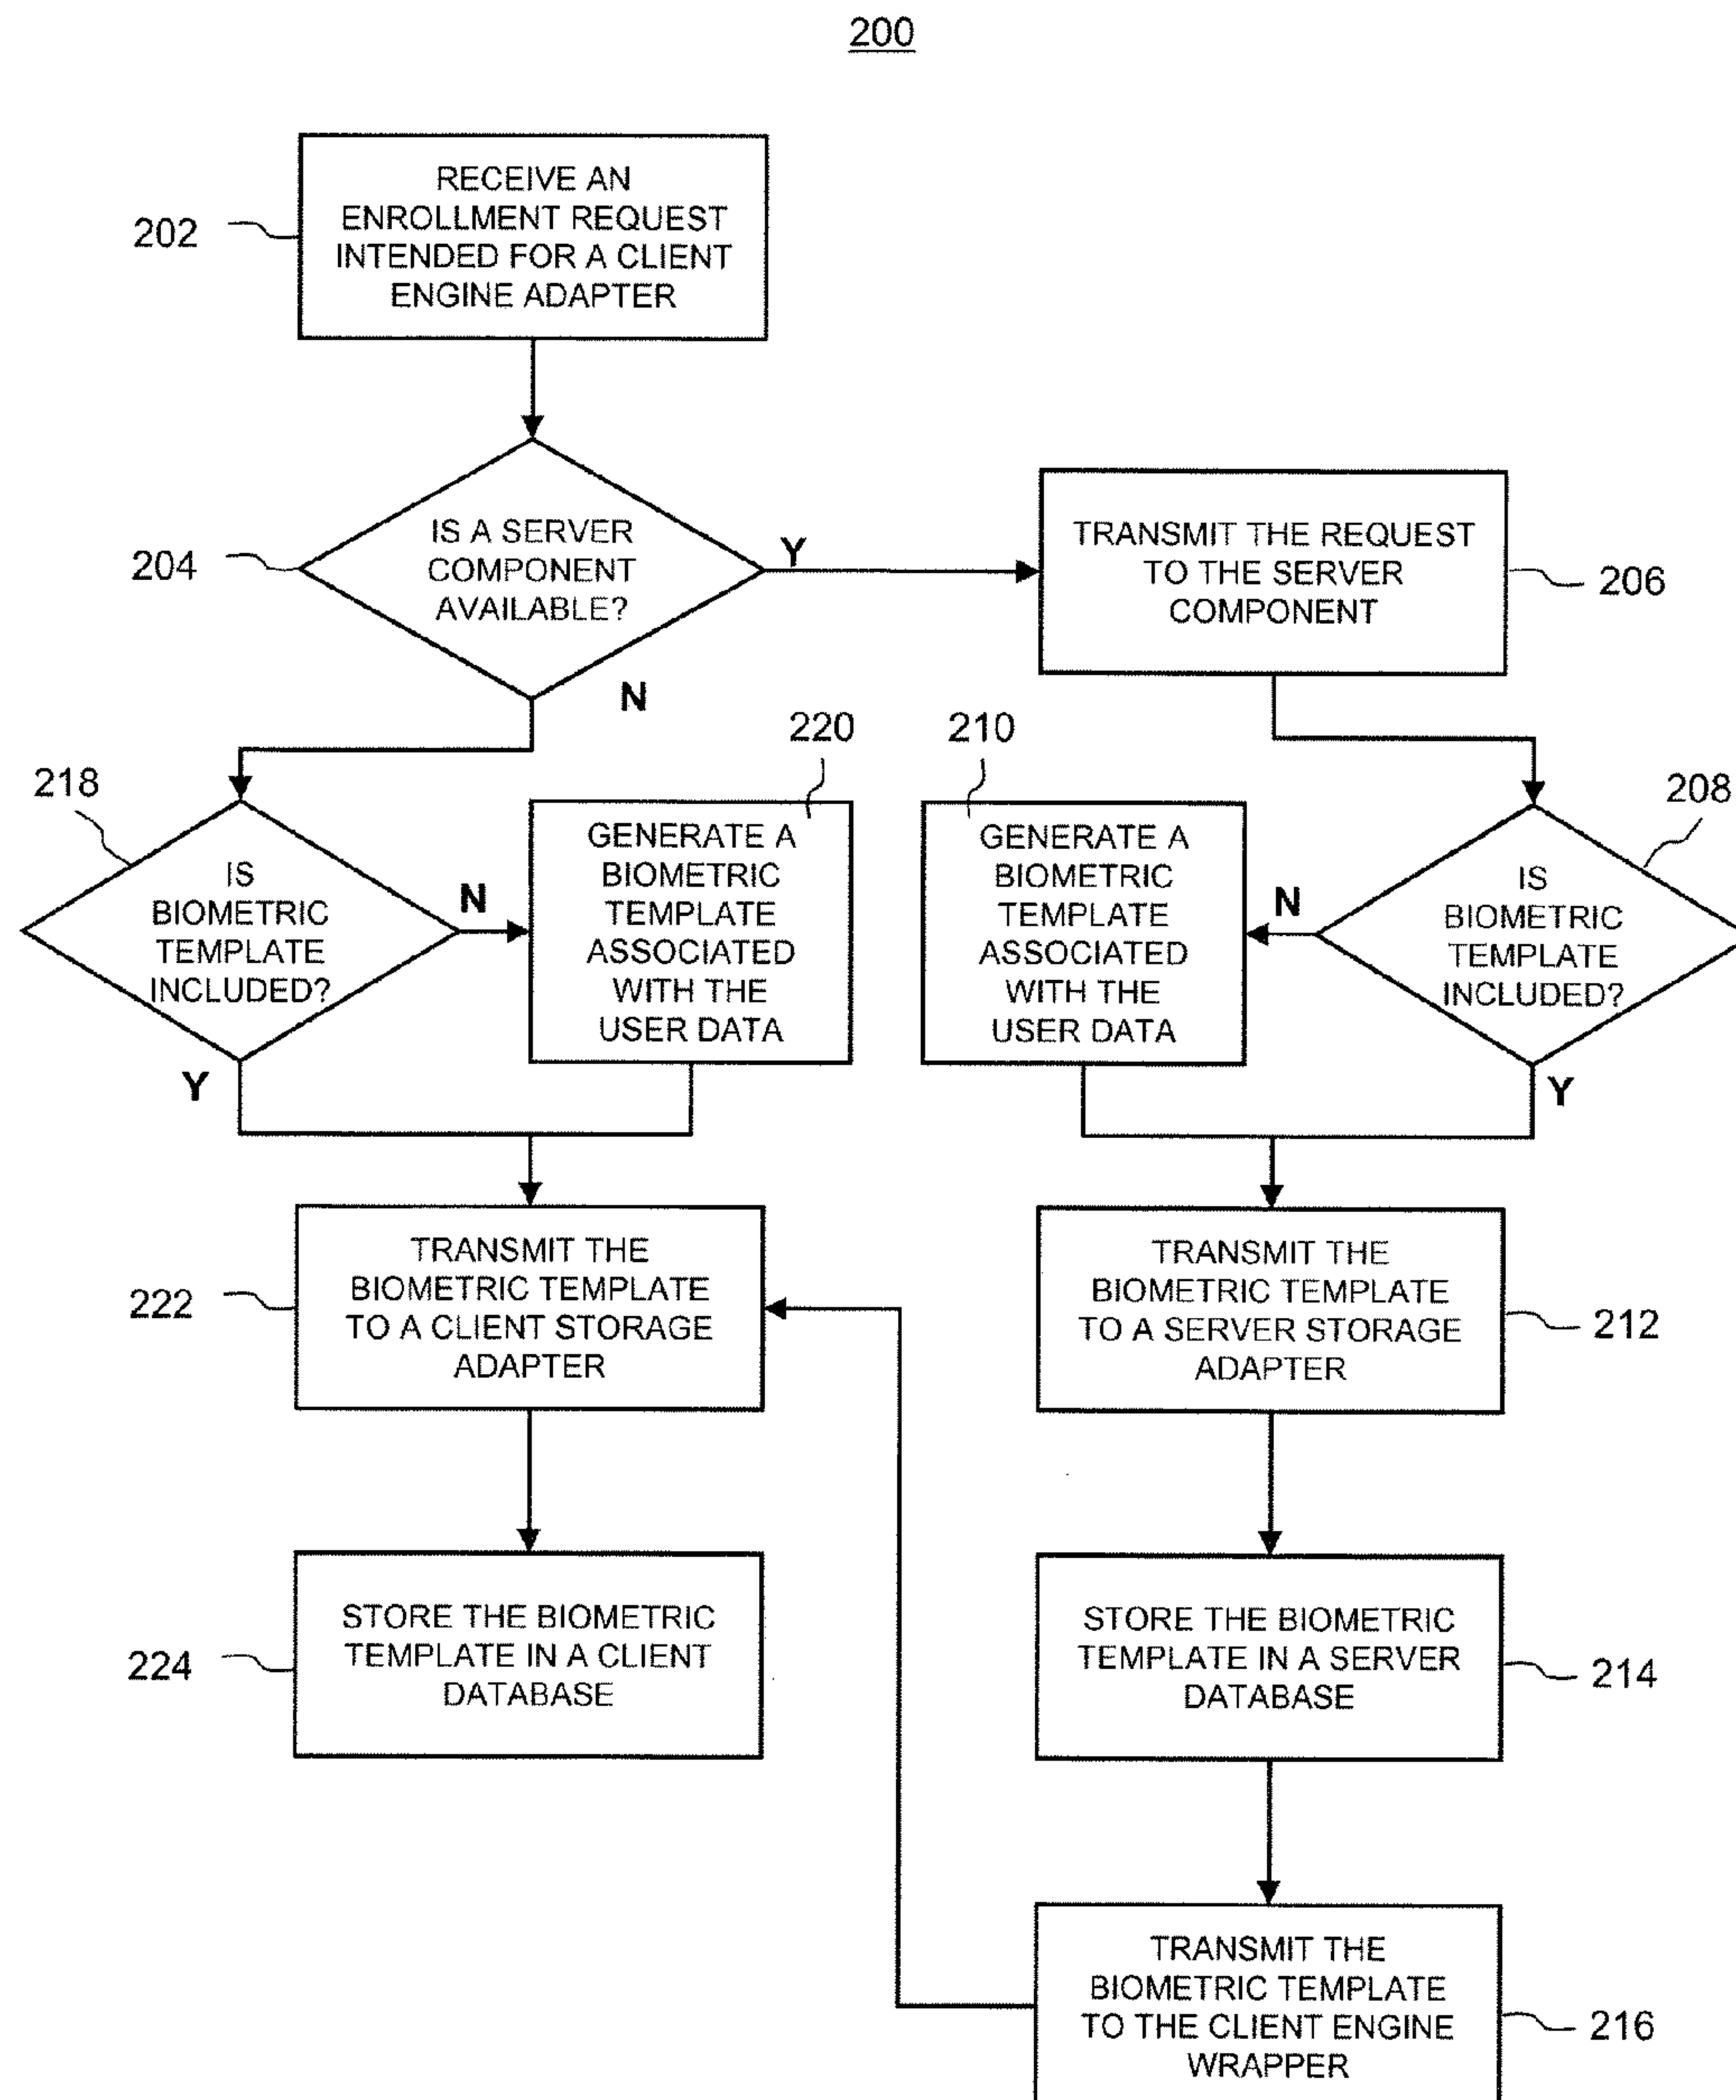 200
RECEIVE AN
ENROLLMENT REQUEST
INTENDED FOR A CLIENT
ENGINE ADAPTER
202
IS A SERVER
COMPONENT
AVAILABLE?
204
Y
N
TRANSMIT THE REQUEST
TO THE SERVER
COMPONENT
206
218
IS
BIOMETRIC
TEMPLATE
INCLUDED?
N
Y
220
GENERATE A
BIOMETRIC
TEMPLATE
ASSOCIATED
WITH THE
USER DATA
210
GENERATE A
BIOMETRIC
TEMPLATE
ASSOCIATED
WITH THE
USER DATA
208
IS
BIOMETRIC
TEMPLATE
INCLUDED?
N
Y
TRANSMIT THE
BIOMETRIC TEMPLATE
TO A CLIENT STORAGE
ADAPTER
222
TRANSMIT THE
BIOMETRIC TEMPLATE
TO A SERVER STORAGE
ADAPTER
212
STORE THE BIOMETRIC
TEMPLATE IN A CLIENT
DATABASE
224
STORE THE BIOMETRIC
TEMPLATE IN A SERVER
DATABASE
214
TRANSMIT THE
BIOMETRIC TEMPLATE
TO THE CLIENT ENGINE
WRAPPER
216